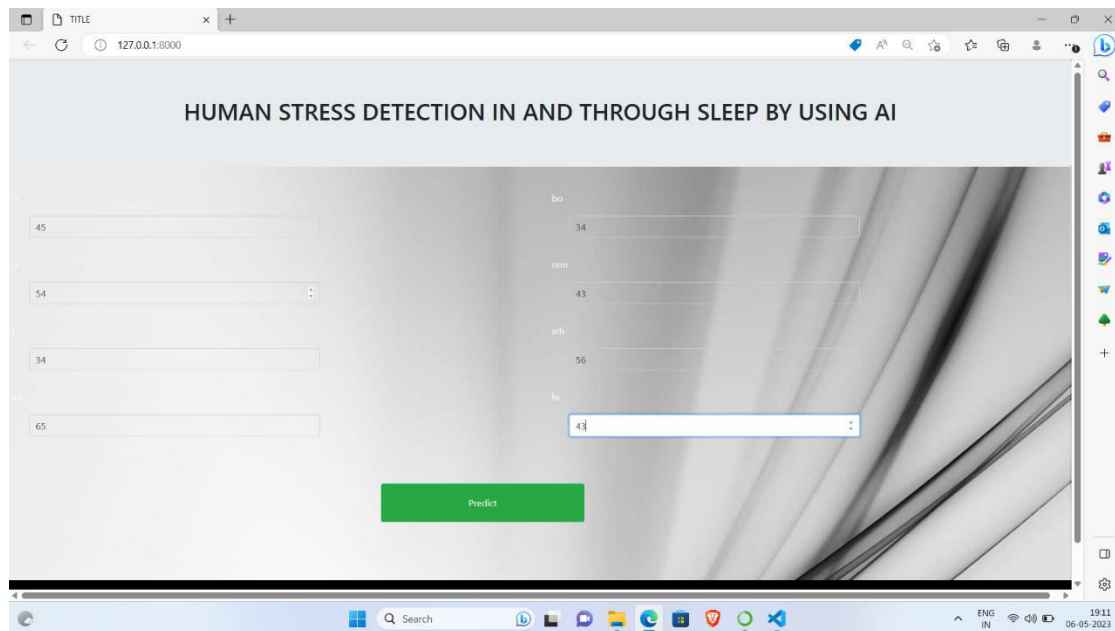 TITLE
127.0.0.1:8000
HUMAN STRESS DETECTION IN AND THROUGH SLEEP BY USING AI
bo
45
34
rem
54
43
srh
34
56
hr
65
43
Predict
Search
ENG
IN
19:11
06-05-2023